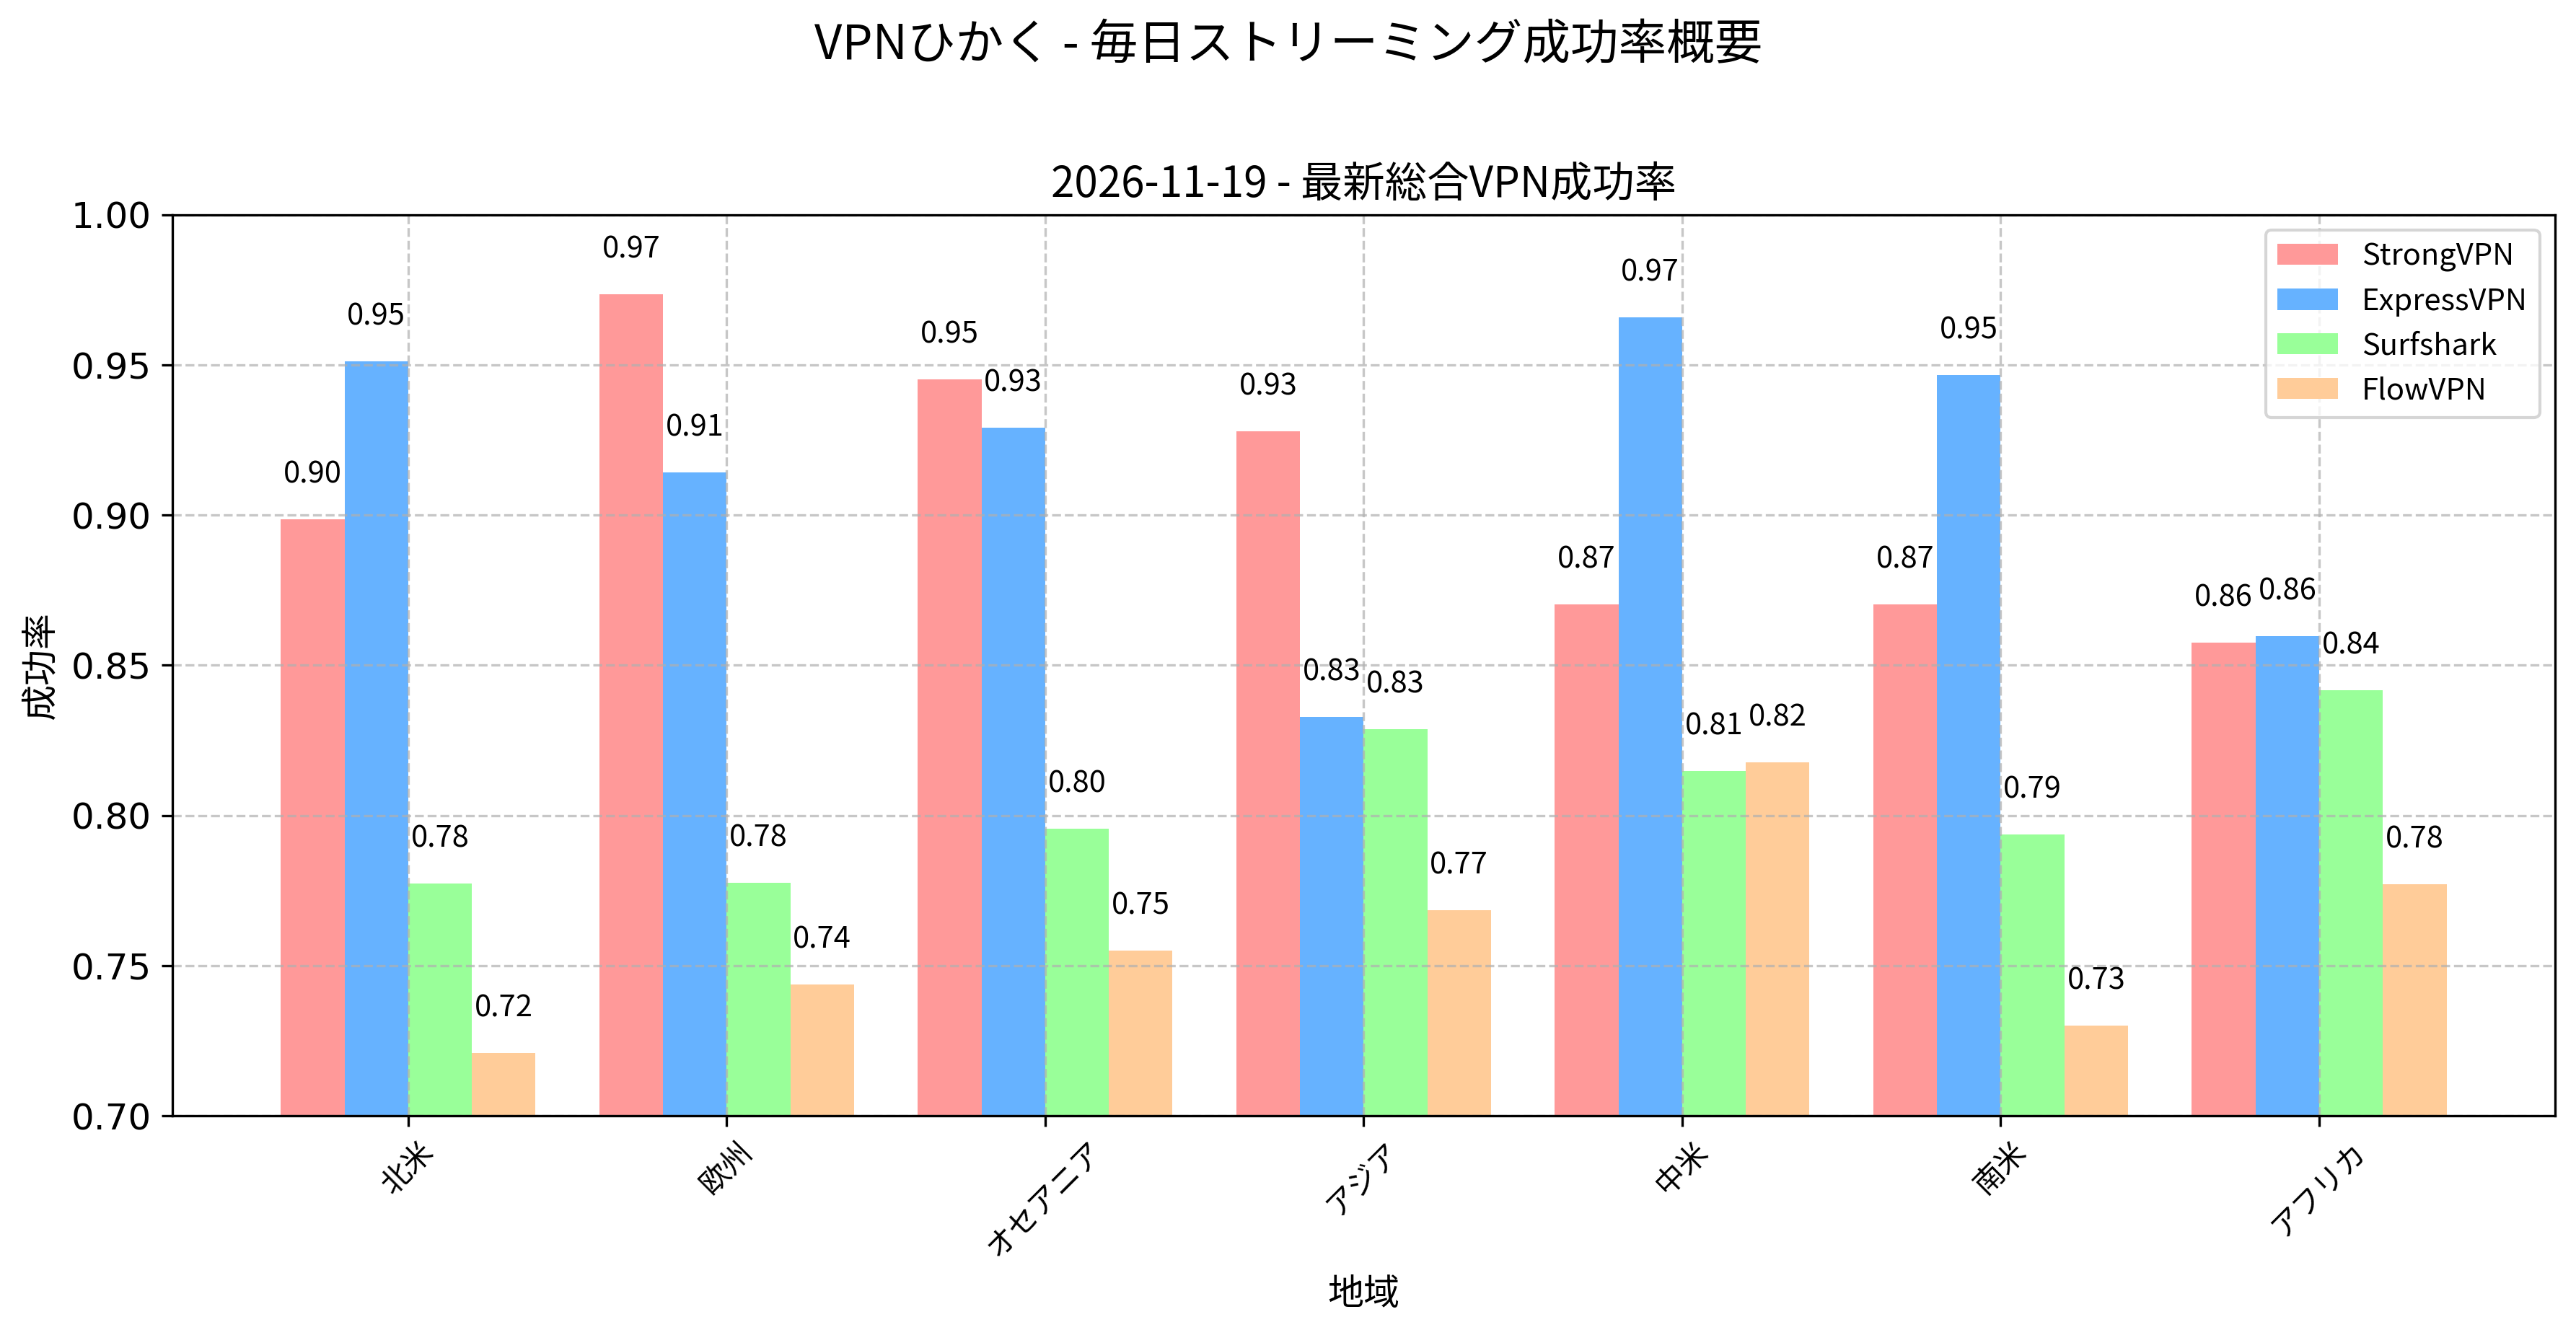 VPNひかく - 毎日ストリーミング成功率概要
2026-11-19 - 最新総合VPN成功率
成功率
1.00
0.95
0.90
0.85
0.80
0.75
0.70
0.90
0.95
0.78
0.72
0.97
0.91
0.78
0.74
0.95
0.93
0.80
0.75
0.93
0.83
0.83
0.77
0.87
0.97
0.81
0.82
0.87
0.95
0.79
0.73
0.86
0.86
0.84
0.78
StrongVPN
ExpressVPN
Surfshark
FlowVPN
北米
欧州
オセアニア
アジア
中米
南米
アフリカ
地域